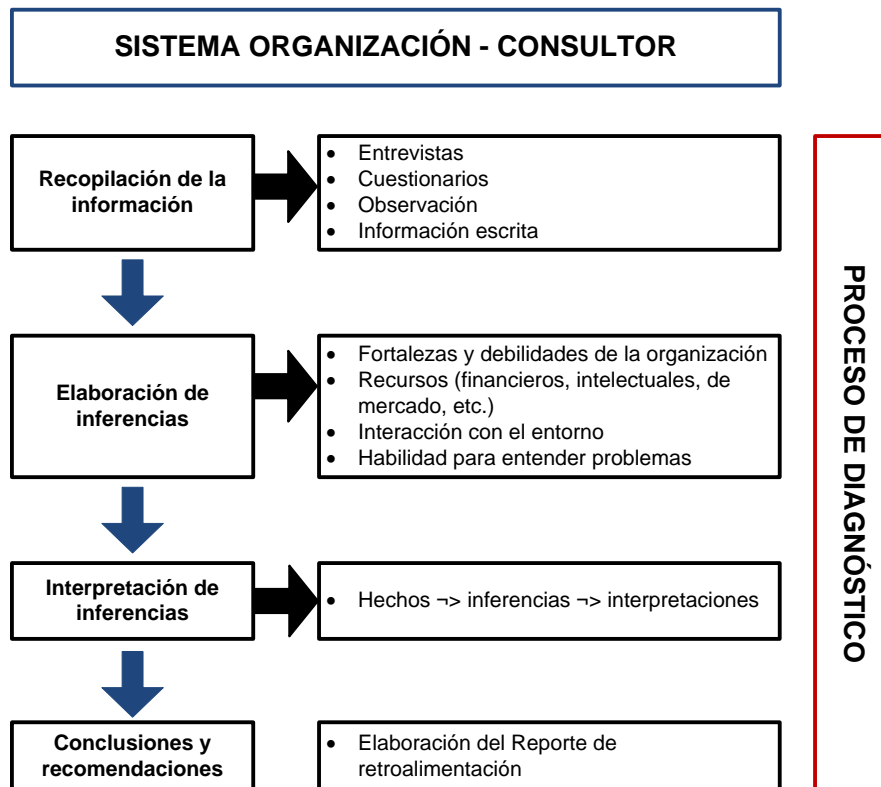 SISTEMA ORGANIZACIÓN - CONSULTOR
Recopilación de la
información
• Entrevistas
• Cuestionarios
• Observación
• Información escrita
Elaboración de
inferencias
• Fortalezas y debilidades de la organización
• Recursos (financieros, intelectuales, de
mercado, etc.)
• Interacción con el entorno
• Habilidad para entender problemas
Interpretación de
inferencias
• Hechos ¬> inferencias ¬> interpretaciones
Conclusiones y
recomendaciones
• Elaboración del Reporte de
retroalimentación
PROCESO DE DIAGNÓSTICO